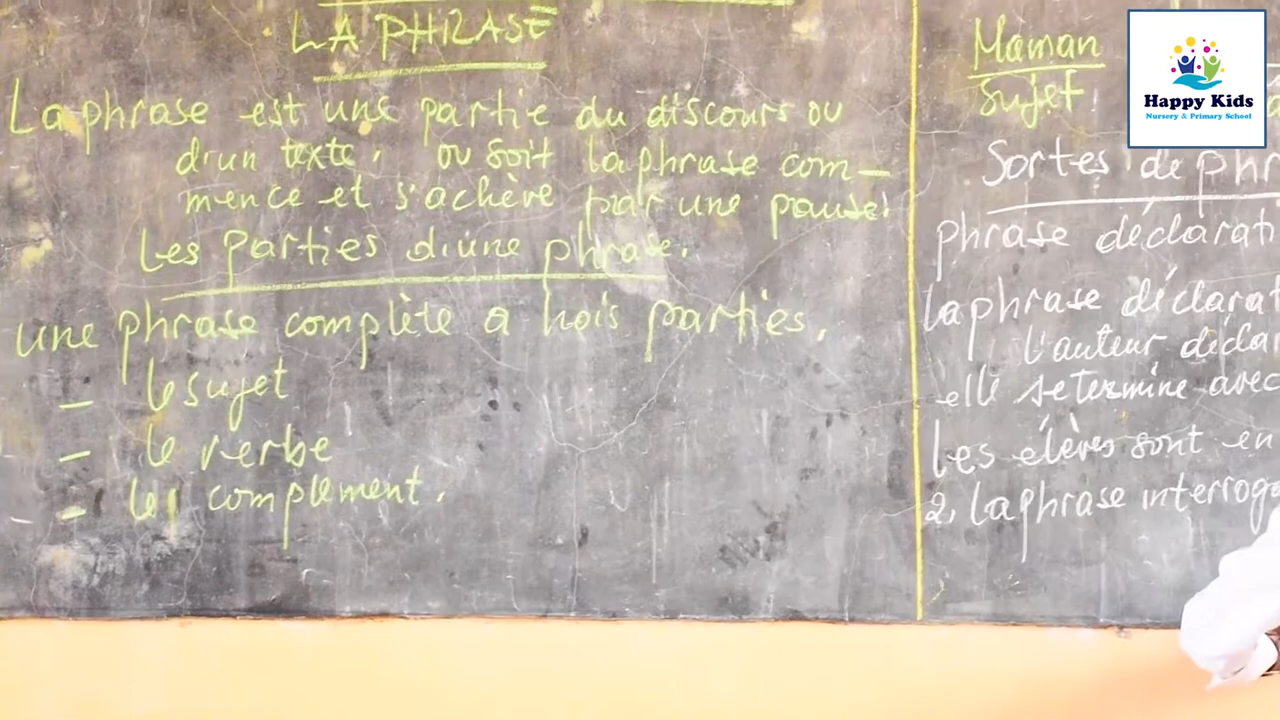 LA PHRASE
La phrase est une partie du discours ou
d'un texte, ou soit la phrase com-
mence et s'achève par une pause.
Les parties d'une phrase.
une phrase complète a trois parties.
- le sujet
- le verbe
- le complément.
Maman
Sujet
Sortes de phr
phrase déclarati
la phrase déclarat
l'auteur déclar
elle se termine avec
Les élèves sont en
2, la phrase interroga
Happy Kids
Nursery & Primary School